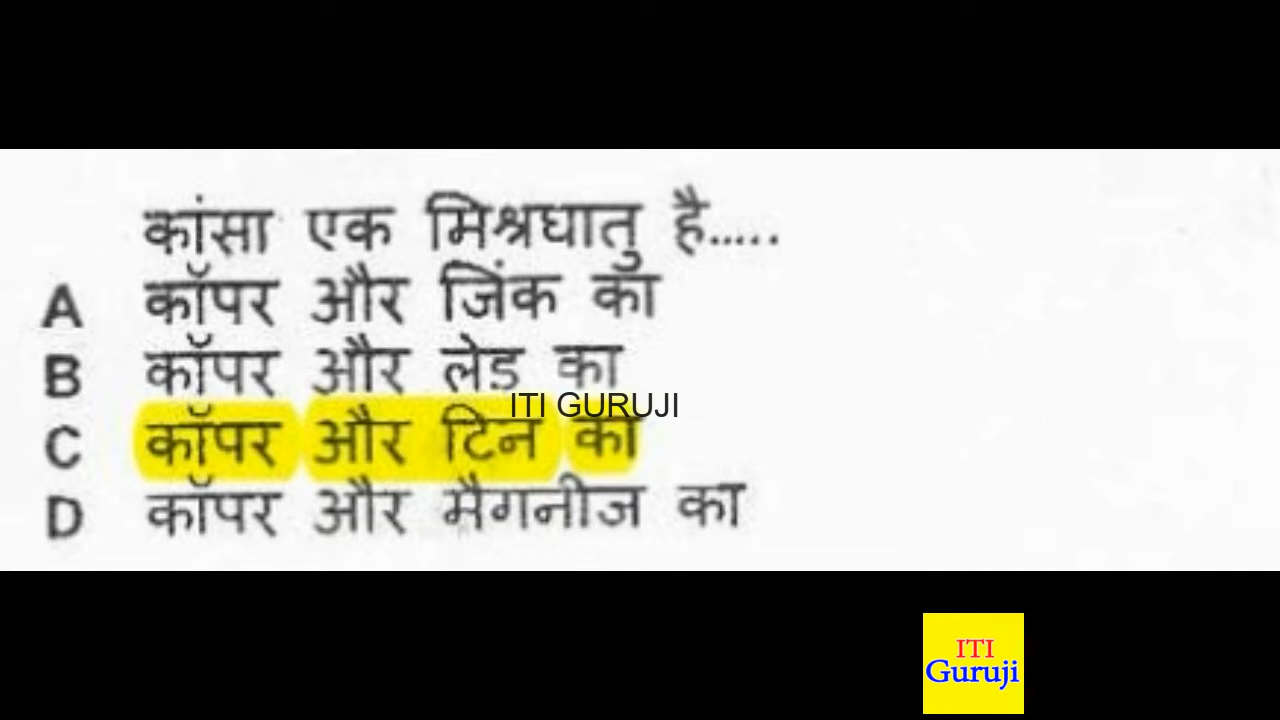 कांसा एक मिश्रधातु है.....
A कॉपर और जिंक का
B कॉपर और लेड का
ITI GURUJI
C कॉपर और टिन का
D कॉपर और मैगनीज का
ITI
Guruji